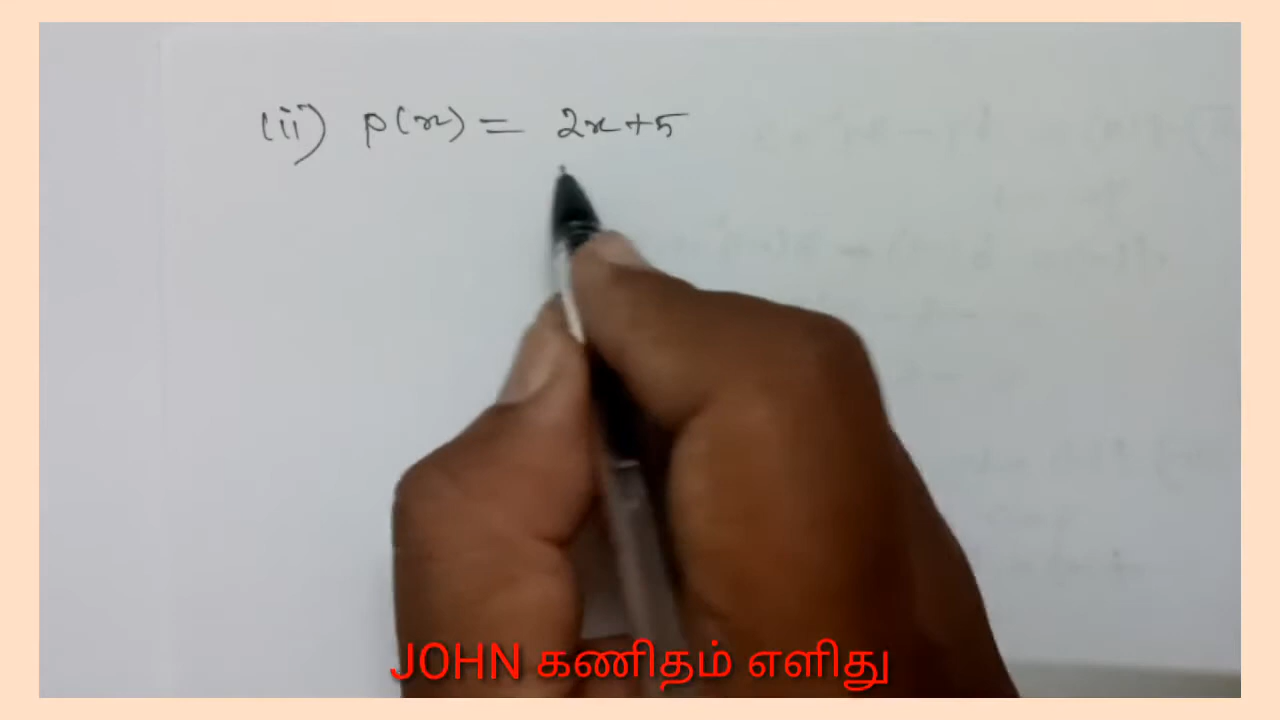 (ii) p(x) = 2x+5
JOHN கணிதம் எளிது